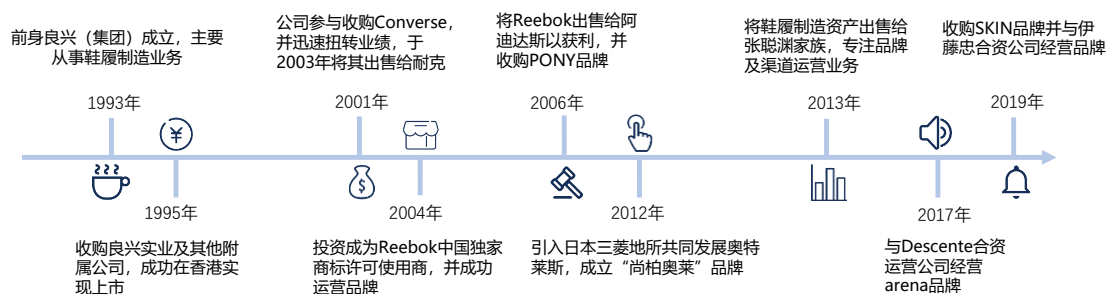 前身良兴（集团）成立，主要
从事鞋履制造业务
1993年
1995年
收购良兴实业及其他附
属公司，成功在香港实
现上市
公司参与收购Converse，
并迅速扭转业绩，于
2003年将其出售给耐克
2001年
2004年
投资成为Reebok中国独家
商标许可使用商，并成功
运营品牌
将Reebok出售给阿
迪达斯以获利，并
收购PONY品牌
2006年
2012年
引入日本三菱地所共同发展奥特
莱斯，成立“尚柏奥莱”品牌
将鞋履制造资产出售给
张聪渊家族，专注品牌
及渠道运营业务
2013年
2017年
与Descente合资
运营公司经营
arena品牌
收购SKIN品牌并与伊
藤忠合资公司经营品牌
2019年